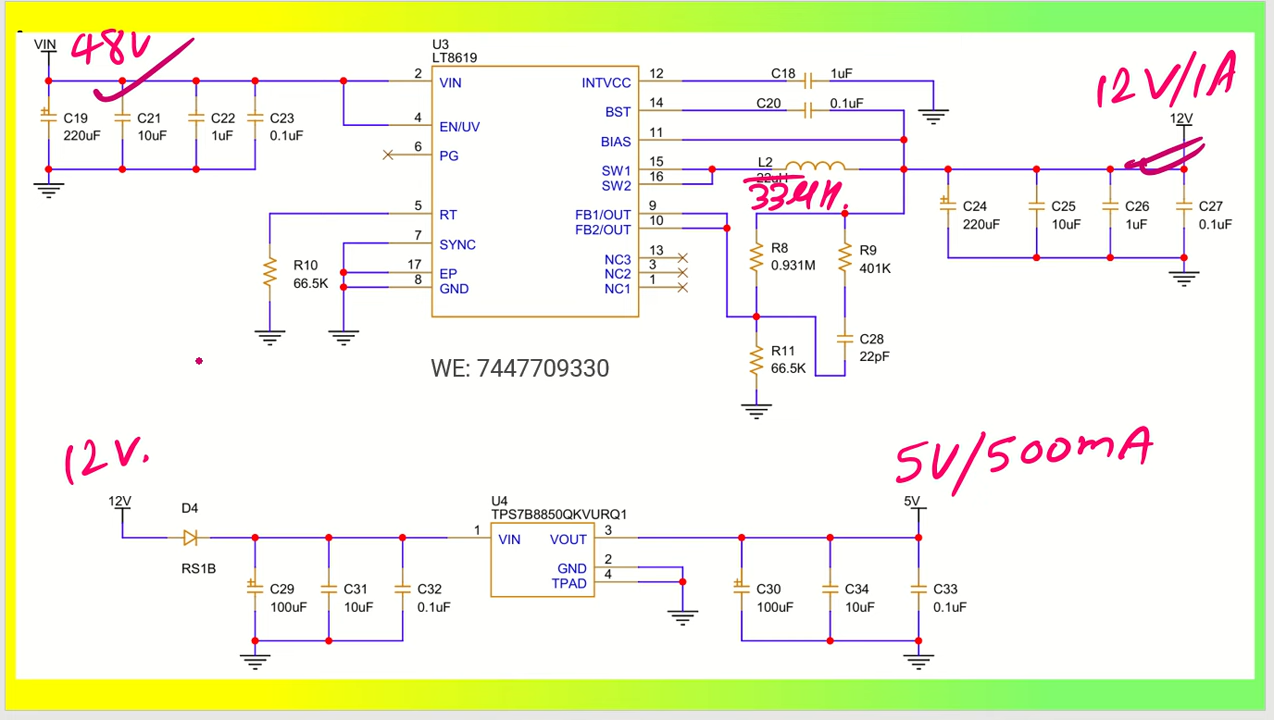 VIN 48V
U3
LT8619
12V/1A
12V
2 VIN
4 EN/UV
6 PG
5 RT
7 SYNC
17 EP
8 GND
INTVCC 12
BST 14
BIAS 11
SW1 15
SW2 16
FB1/OUT 9
FB2/OUT 10
NC3 13
NC2 3
NC1 1
C19
220uF
C21
10uF
C22
1uF
C23
0.1uF
C18 1uF
C20 0.1uF
L2
22uH
33µH.
C24
220uF
C25
10uF
C26
1uF
C27
0.1uF
R10
66.5K
R8
0.931M
R9
401K
R11
66.5K
C28
22pF
WE: 7447709330
12V.
5V/500mA
12V
D4
RS1B
U4
TPS7B8850QKVURQ1
5V
1 VIN
VOUT 3
GND 2
TPAD 4
C29
100uF
C31
10uF
C32
0.1uF
C30
100uF
C34
10uF
C33
0.1uF